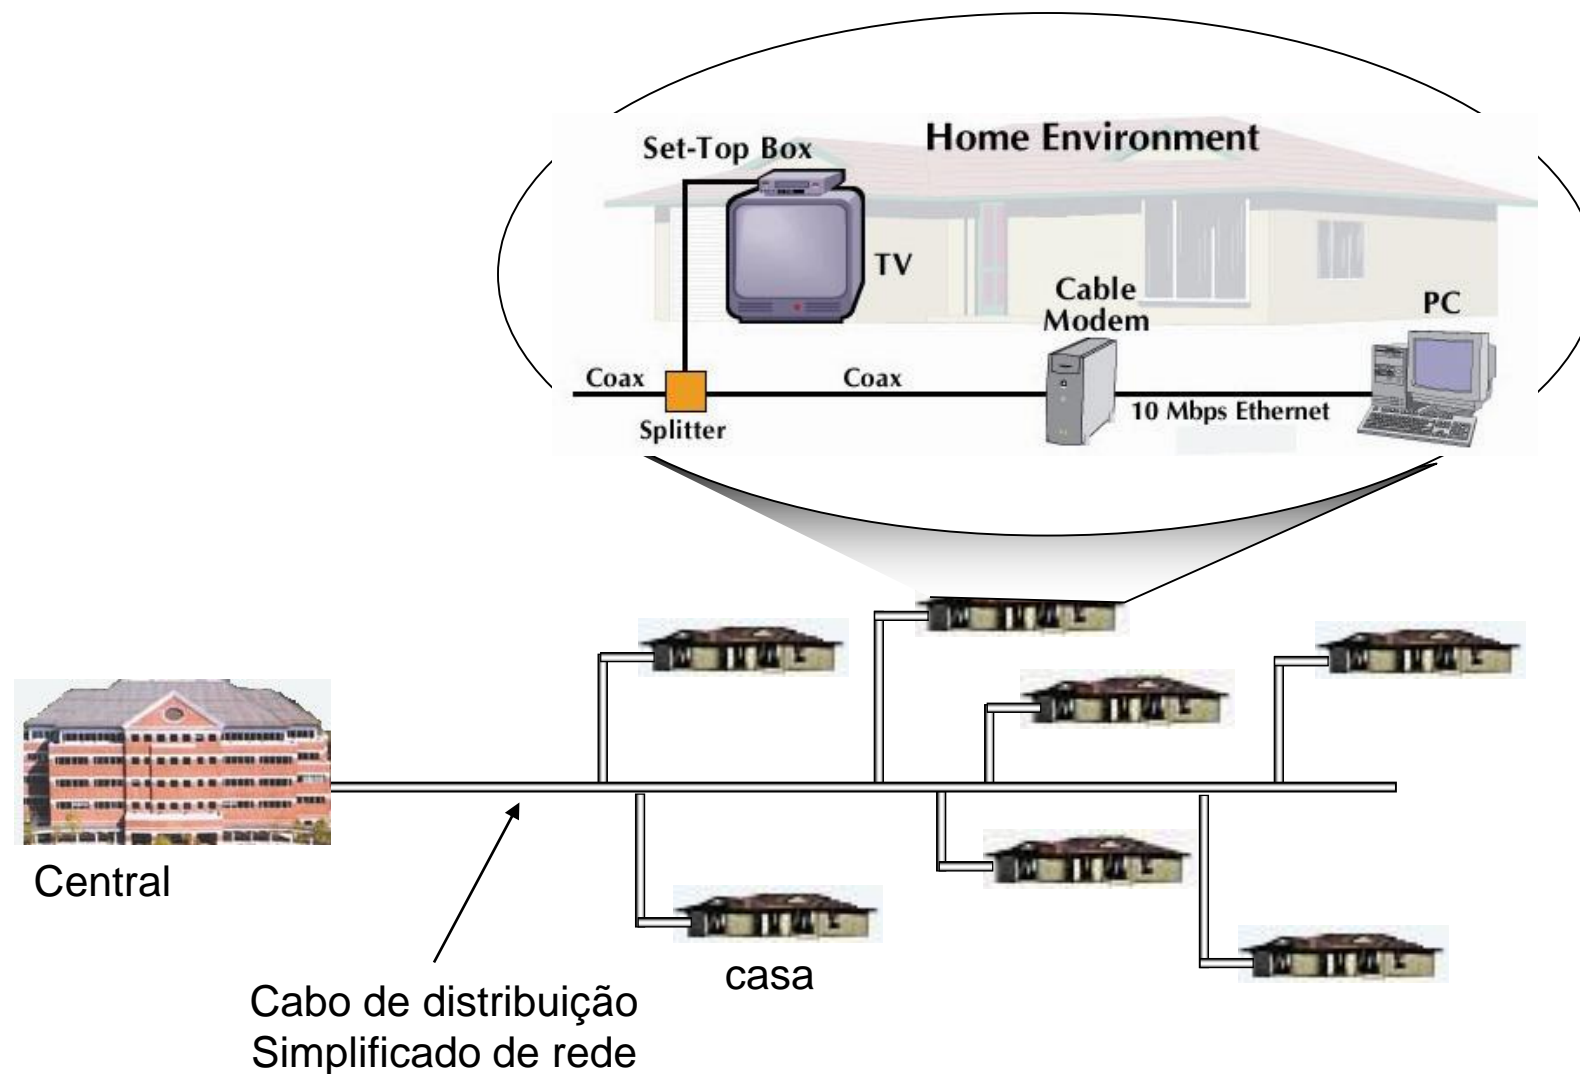 Home Environment
Set-Top Box
TV
Cable
Modem
PC
Coax
Coax
10 Mbps Ethernet
Splitter
Central
casa
Cabo de distribuição
Simplificado de rede